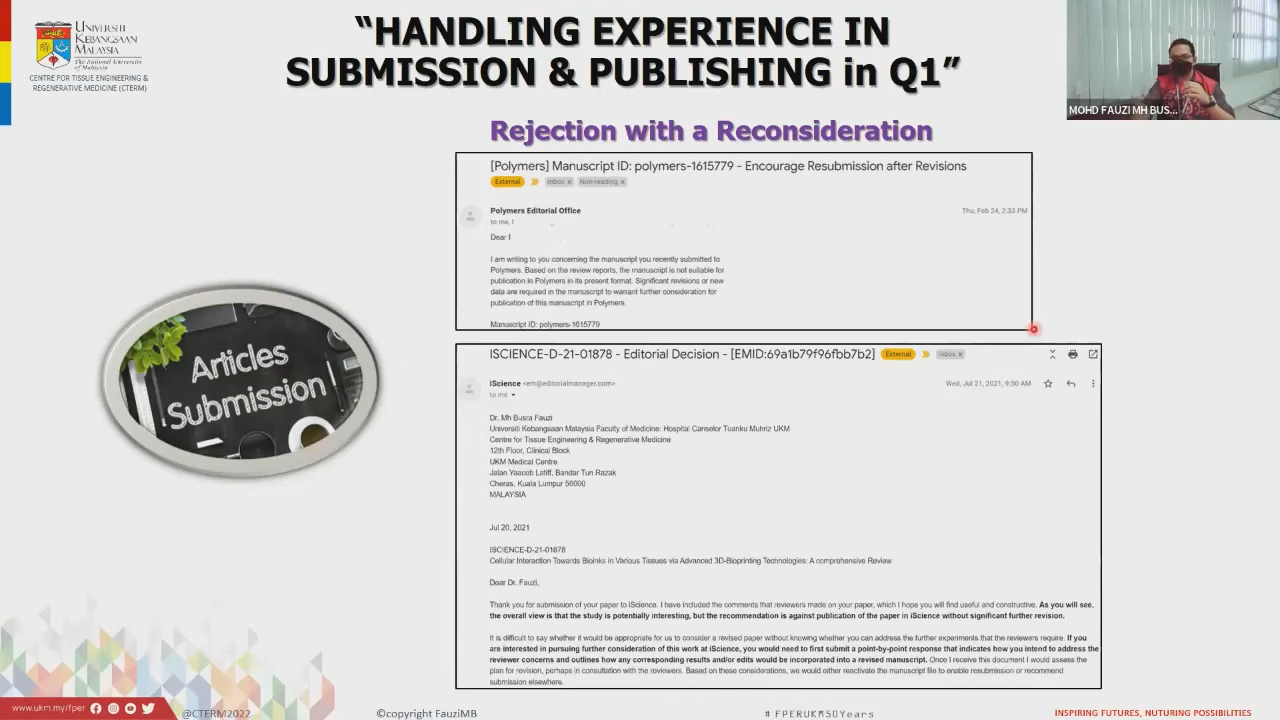 UNIVERSITI
KEBANGSAAN
MALAYSIA
The National University
of Malaysia
CENTRE FOR TISSUE ENGINEERING &
REGENERATIVE MEDICINE (CTERM)
“HANDLING EXPERIENCE IN
SUBMISSION & PUBLISHING in Q1”
MOHD FAUZI MH BUS...
Rejection with a Reconsideration
[Polymers] Manuscript ID: polymers-1615779 - Encourage Resubmission after Revisions
External Inbox x Non-reading x
Polymers Editorial Office Thu, Feb 24, 2:33 PM
to me,
Dear F
I am writing to you concerning the manuscript you recently submitted to
Polymers. Based on the review reports, the manuscript is not suitable for
publication in Polymers in its present format. Significant revisions or new
data are required in the manuscript to warrant further consideration for
publication of this manuscript in Polymers.
Manuscript ID: polymers-1615779
Articles
Submission
ISCIENCE-D-21-01878 - Editorial Decision - [EMID:69a1b79f96fbb7b2] External Inbox x
iScience <em@editorialmanager.com> Wed, Jul 21, 2021, 9:50 AM
to me
Dr. Mh Busra Fauzi
Universiti Kebangsaan Malaysia Faculty of Medicine: Hospital Canselor Tuanku Muhriz UKM
Centre for Tissue Engineering & Regenerative Medicine
12th Floor, Clinical Block
UKM Medical Centre
Jalan Yaacob Latiff, Bandar Tun Razak
Cheras, Kuala Lumpur 56000
MALAYSIA
Jul 20, 2021
ISCIENCE-D-21-01878
Cellular Interaction Towards Bioinks in Various Tissues via Advanced 3D-Bioprinting Technologies: A comprehensive Review
Dear Dr. Fauzi,
Thank you for submission of your paper to iScience. I have included the comments that reviewers made on your paper, which I hope you will find useful and constructive. As you will see,
the overall view is that the study is potentially interesting, but the recommendation is against publication of the paper in iScience without significant further revision.
It is difficult to say whether it would be appropriate for us to consider a revised paper without knowing whether you can address the further experiments that the reviewers require. If you
are interested in pursuing further consideration of this work at iScience, you would need to first submit a point-by-point response that indicates how you intend to address the
reviewer concerns and outlines how any corresponding results and/or edits would be incorporated into a revised manuscript. Once I receive this document I would assess the
plan for revision, perhaps in consultation with the reviewers. Based on these considerations, we would either reactivate the manuscript file to enable resubmission or recommend
submission elsewhere.
www.ukm.my/fper @CTERM2022 ©copyright FauziMB #FPERUKM50Years INSPIRING FUTURES, NUTURING POSSIBILITIES